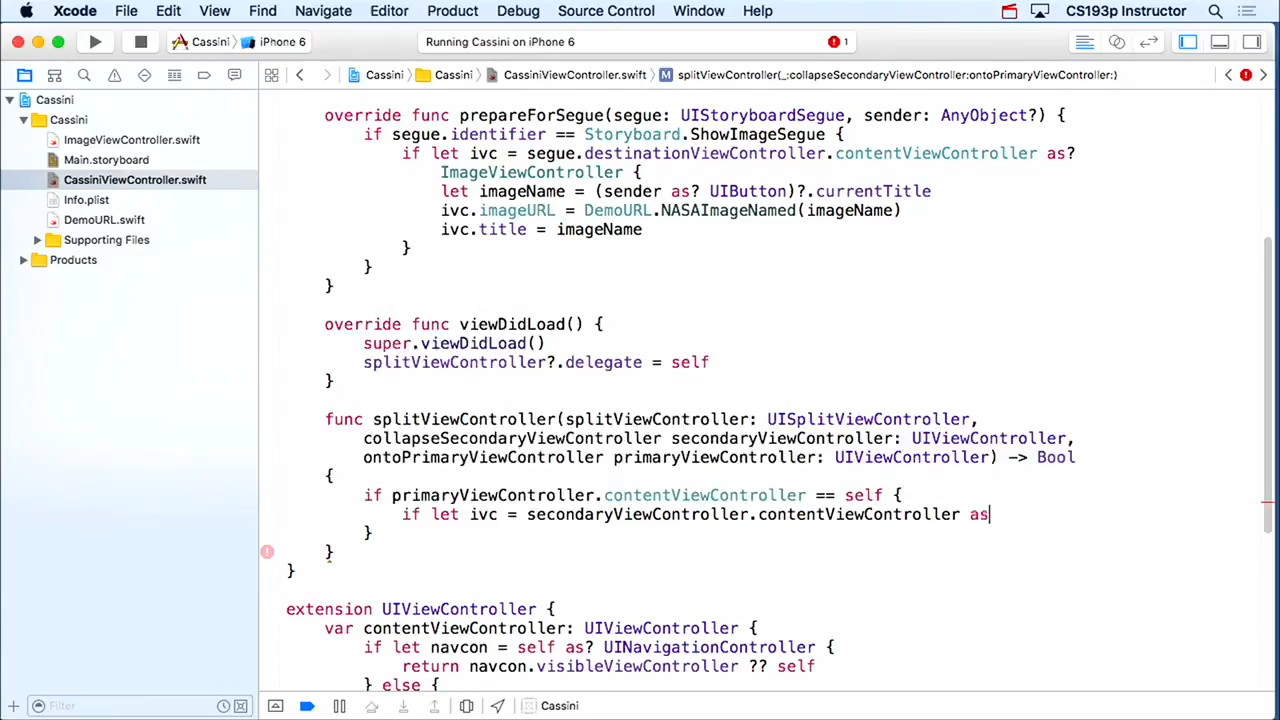 Xcode File Edit View Find Navigate Editor Product Debug Source Control Window Help CS193p Instructor
Cassini iPhone 6 Running Cassini on iPhone 6 1
Cassini Cassini CassiniViewController.swift M splitViewController(_:collapseSecondaryViewController:ontoPrimaryViewController:)
Cassini
Cassini
ImageViewController.swift
Main.storyboard
CassiniViewController.swift
Info.plist
DemoURL.swift
Supporting Files
Products
override func prepareForSegue(segue: UIStoryboardSegue, sender: AnyObject?) {
if segue.identifier == Storyboard.ShowImageSegue {
if let ivc = segue.destinationViewController.contentViewController as?
ImageViewController {
let imageName = (sender as? UIButton)?.currentTitle
ivc.imageURL = DemoURL.NASAImageNamed(imageName)
ivc.title = imageName
}
}
}
override func viewDidLoad() {
super.viewDidLoad()
splitViewController?.delegate = self
}
func splitViewController(splitViewController: UISplitViewController,
collapseSecondaryViewController secondaryViewController: UIViewController,
ontoPrimaryViewController primaryViewController: UIViewController) -> Bool
{
if primaryViewController.contentViewController == self {
if let ivc = secondaryViewController.contentViewController as
}
}
}
extension UIViewController {
var contentViewController: UIViewController {
if let navcon = self as? UINavigationController {
return navcon.visibleViewController ?? self
} else {
Filter
Cassini